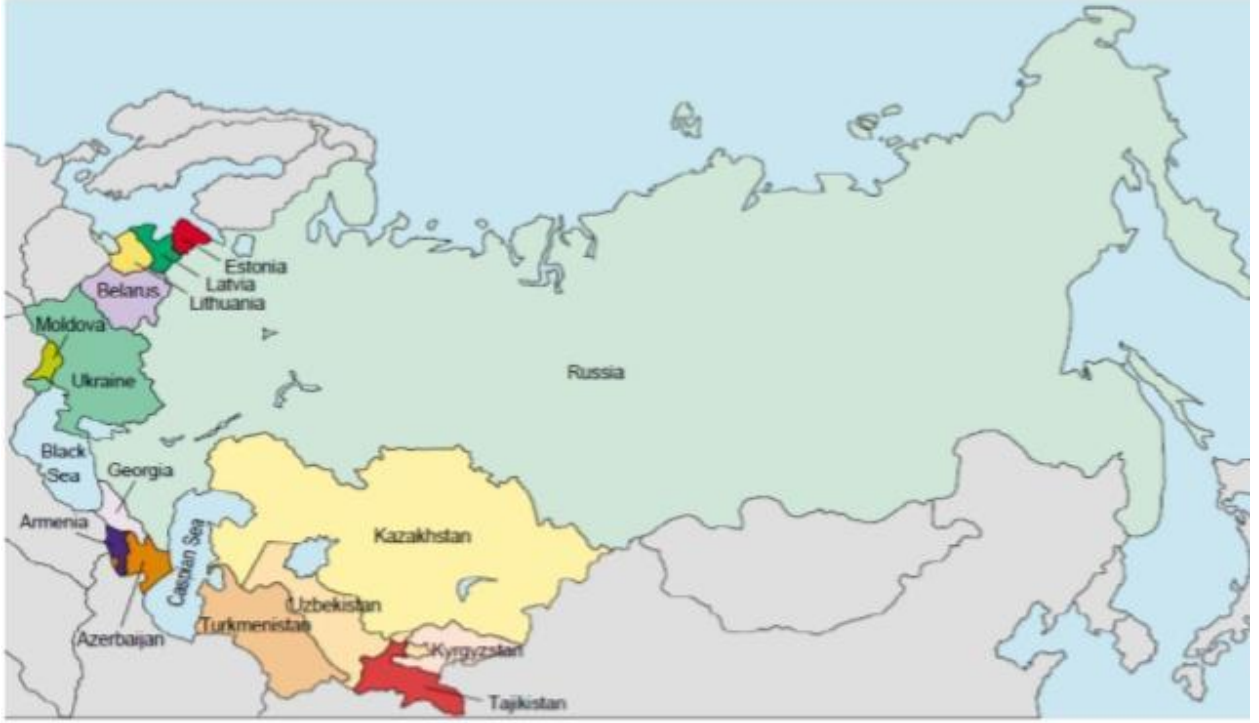 Estonia
Latvia
Lithuania
Belarus
Moldova
Ukraine
Russia
Black
Sea
Georgia
Armenia
Caspian Sea
Kazakhstan
Uzbekistan
Turkmenistan
Azerbaijan
Kyrgyzstan
Tajikistan